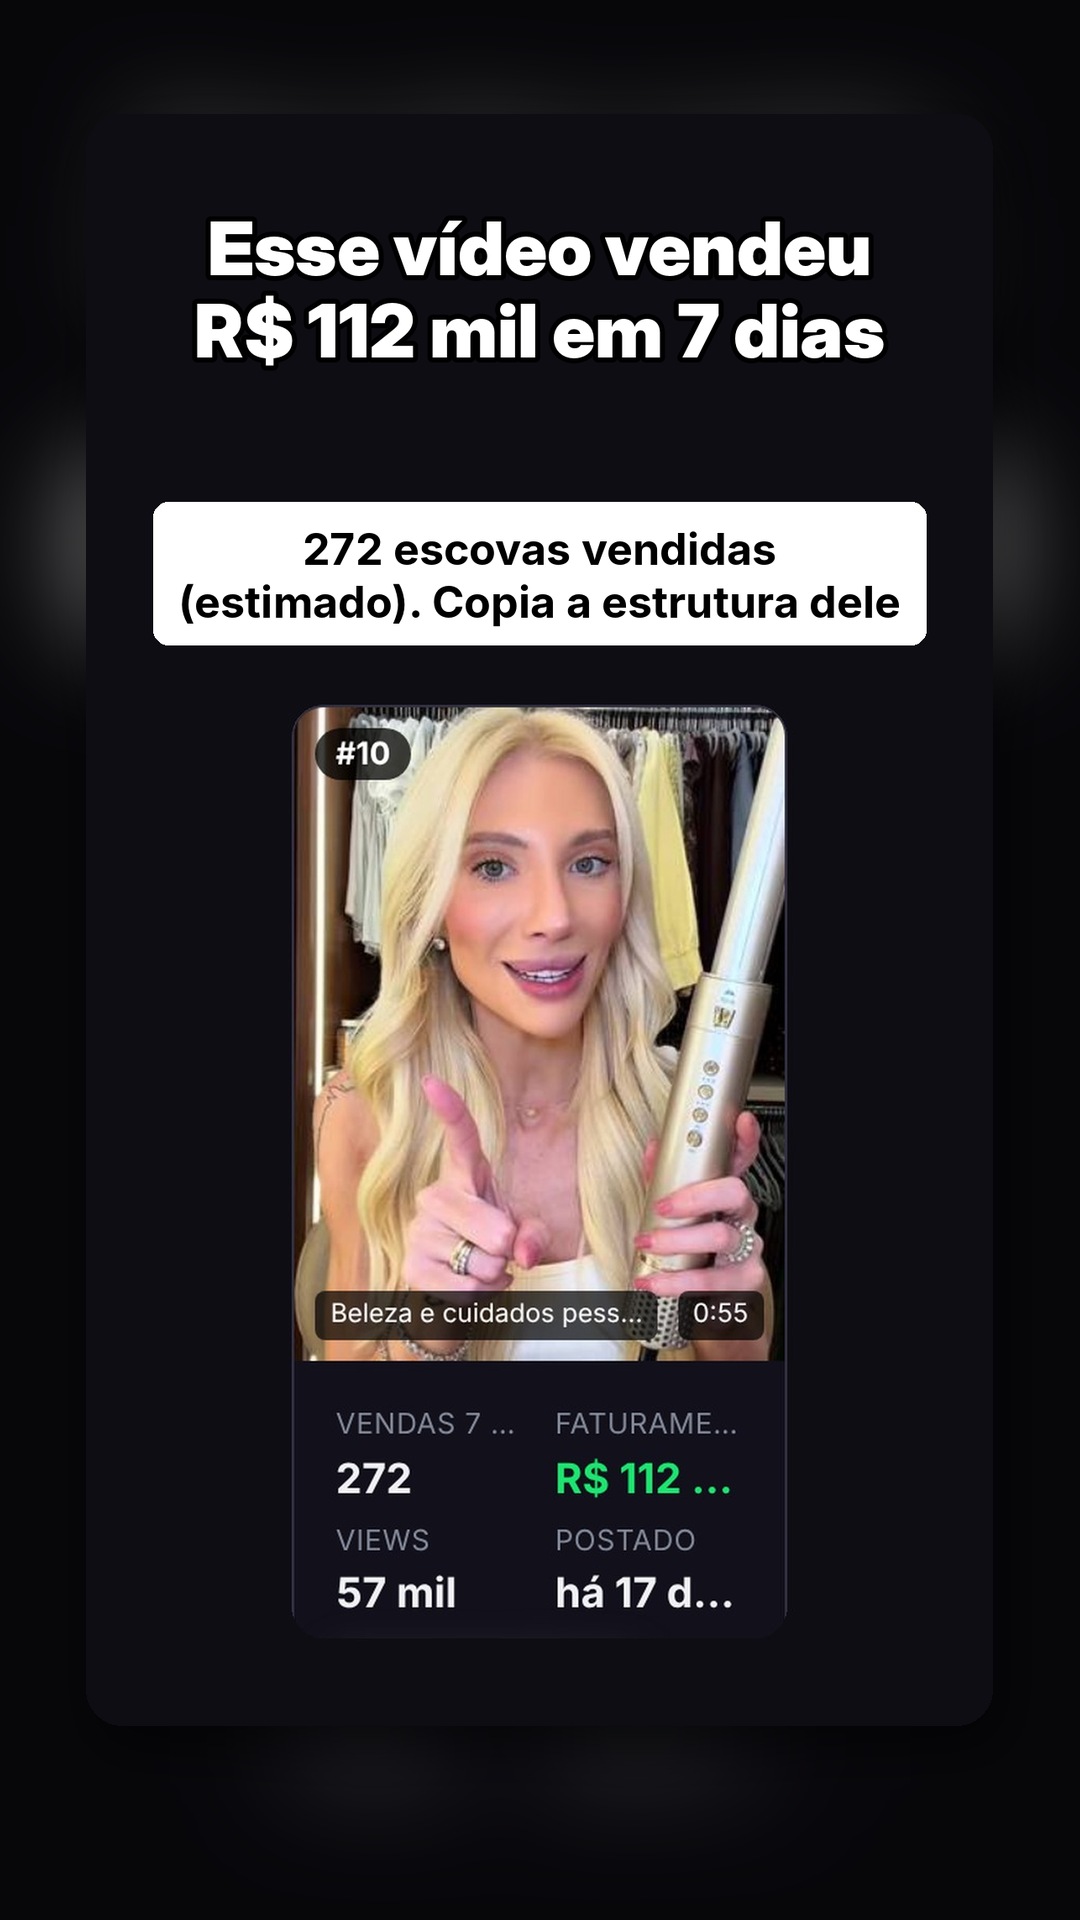 Esse vídeo vendeu
R$ 112 mil em 7 dias
272 escovas vendidas
(estimado). Copia a estrutura dele
#10
Beleza e cuidados pess...
0:55
VENDAS 7 ...
FATURAME...
272
R$ 112 ...
VIEWS
POSTADO
57 mil
há 17 d...